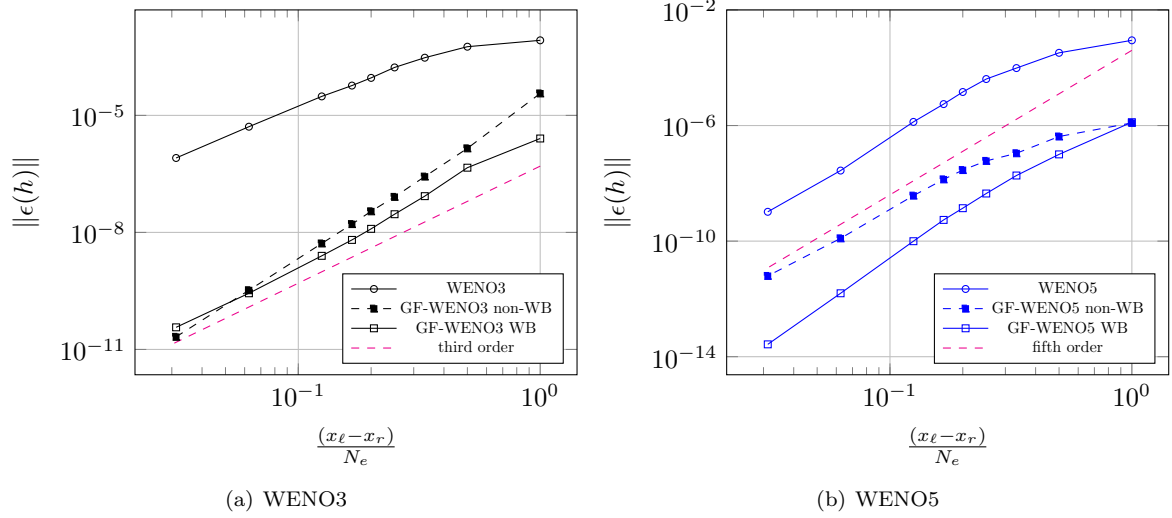 10^{-5}
10^{-8}
10^{-11}
‖ϵ(h)‖
WENO3
GF-WENO3 non-WB
GF-WENO3 WB
third order
10^{-1}
10^{0}
\frac{(x_ℓ−x_r)}{N_e}
(a) WENO3
10^{-2}
10^{-6}
10^{-10}
10^{-14}
‖ϵ(h)‖
WENO5
GF-WENO5 non-WB
GF-WENO5 WB
fifth order
10^{-1}
10^{0}
\frac{(x_ℓ−x_r)}{N_e}
(b) WENO5